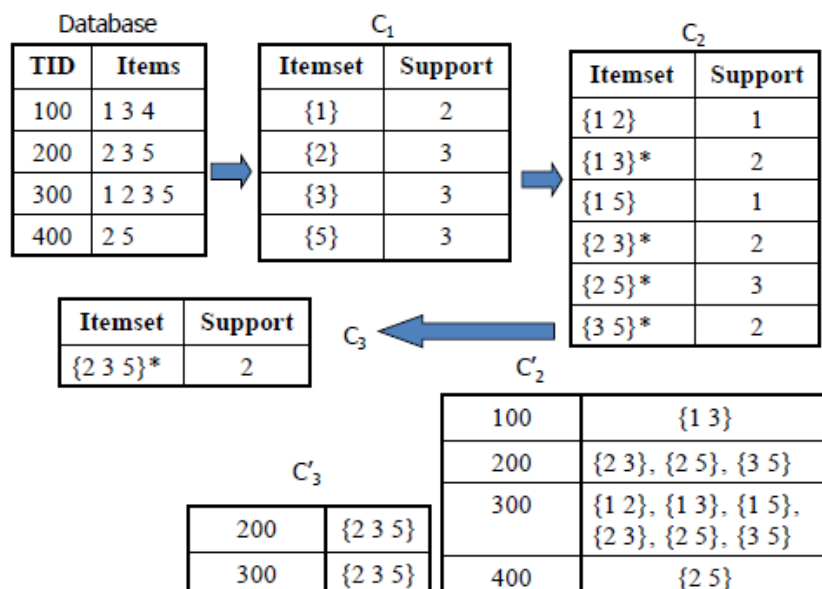 Database
TID Items
100 1 3 4
200 2 3 5
300 1 2 3 5
400 2 5
C1
Itemset Support
{1} 2
{2} 3
{3} 3
{5} 3
C2
Itemset Support
{1 2} 1
{1 3}* 2
{1 5} 1
{2 3}* 2
{2 5}* 3
{3 5}* 2
Itemset Support
{2 3 5}* 2
C3
C′2
100 {1 3}
200 {2 3}, {2 5}, {3 5}
300 {1 2}, {1 3}, {1 5},
{2 3}, {2 5}, {3 5}
400 {2 5}
C′3
200 {2 3 5}
300 {2 3 5}